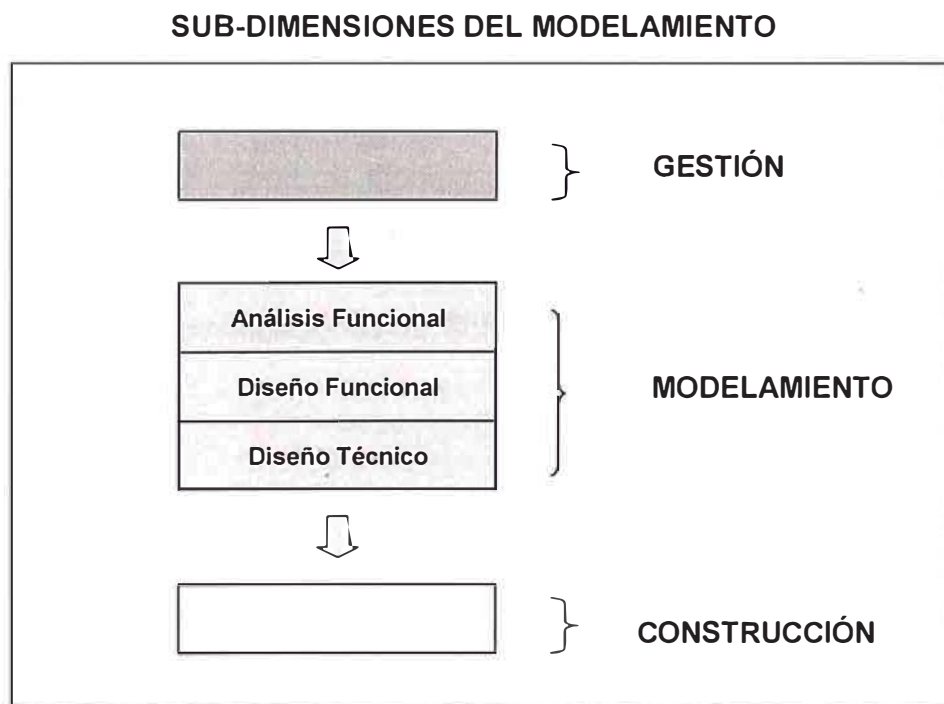 SUB-DIMENSIONES DEL MODELAMIENTO
GESTIÓN
Análisis Funcional
Diseño Funcional
MODELAMIENTO
Diseño Técnico
CONSTRUCCIÓN